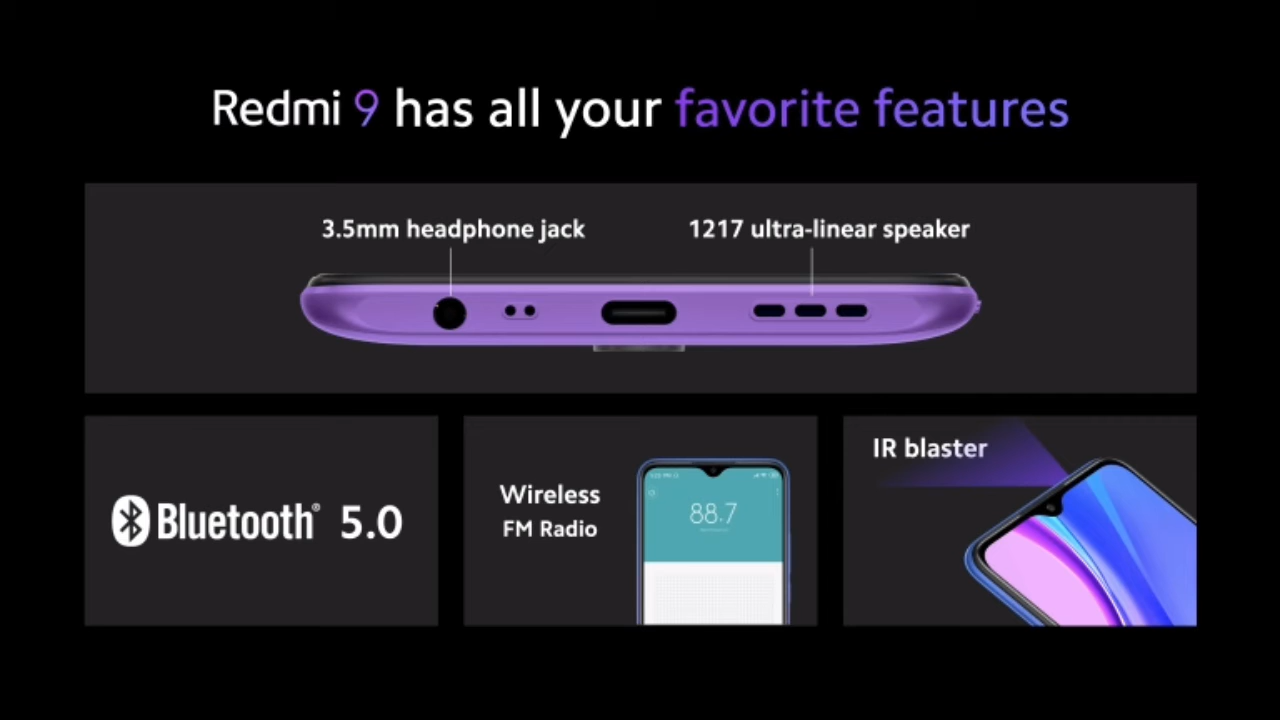 Redmi 9 has all your favorite features
3.5mm headphone jack
1217 ultra-linear speaker
Bluetooth® 5.0
Wireless
FM Radio
88.7
IR blaster